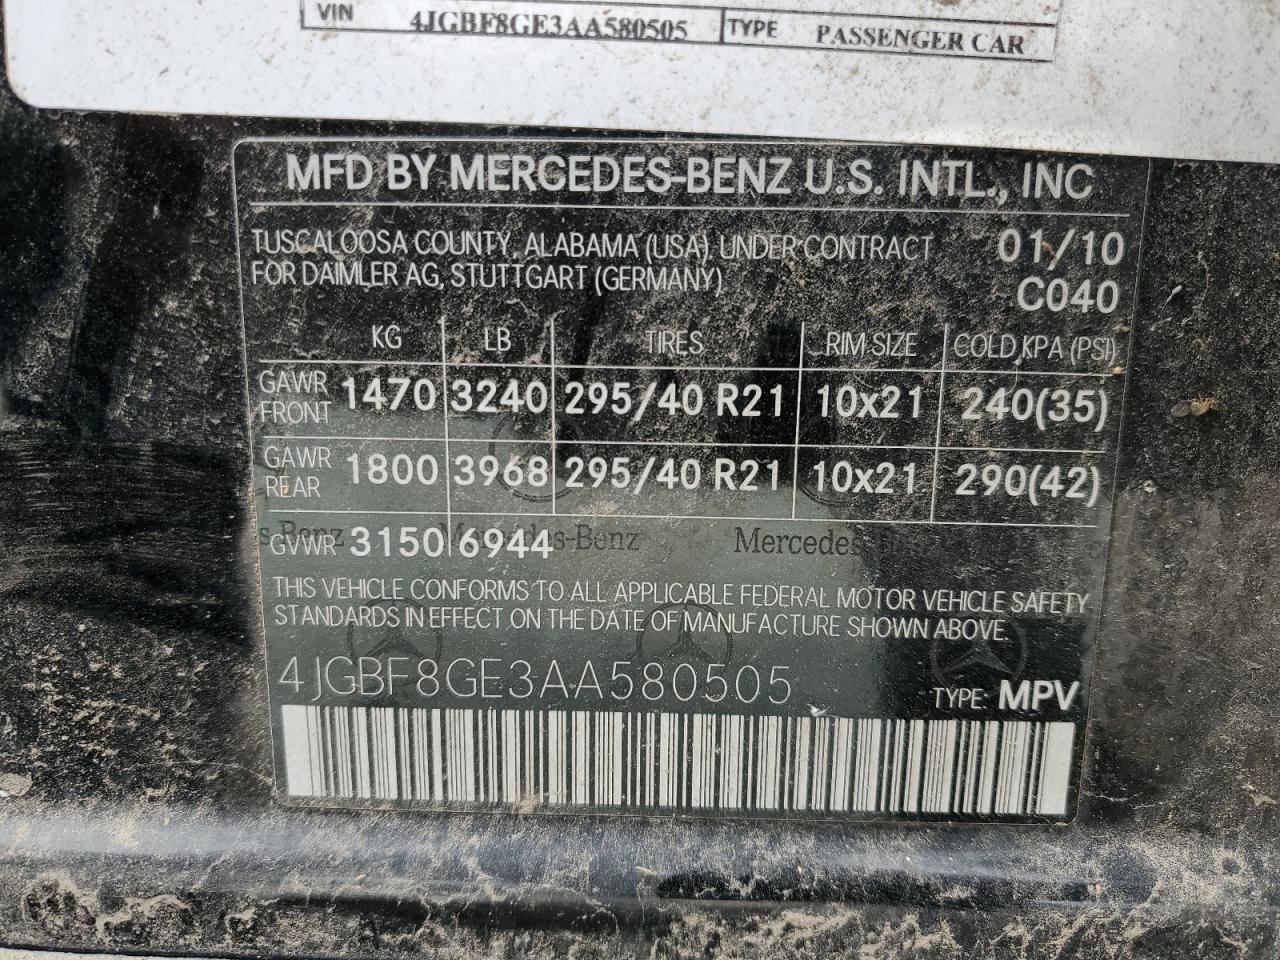 VIN 4JGBF8GE3AA580505 TYPE PASSENGER CAR
MFD BY MERCEDES-BENZ U.S. INTL., INC
TUSCALOOSA COUNTY, ALABAMA (USA). UNDER CONTRACT 01/10
FOR DAIMLER AG, STUTTGART (GERMANY) C040
KG LB TIRES RIM SIZE COLD KPA (PSI)
GAWR FRONT 1470 3240 295/40 R21 10x21 240(35)
GAWR REAR 1800 3968 295/40 R21 10x21 290(42)
GVWR 3150 6944
Mercedes-Benz
THIS VEHICLE CONFORMS TO ALL APPLICABLE FEDERAL MOTOR VEHICLE SAFETY
STANDARDS IN EFFECT ON THE DATE OF MANUFACTURE SHOWN ABOVE.
4JGBF8GE3AA580505 TYPE: MPV